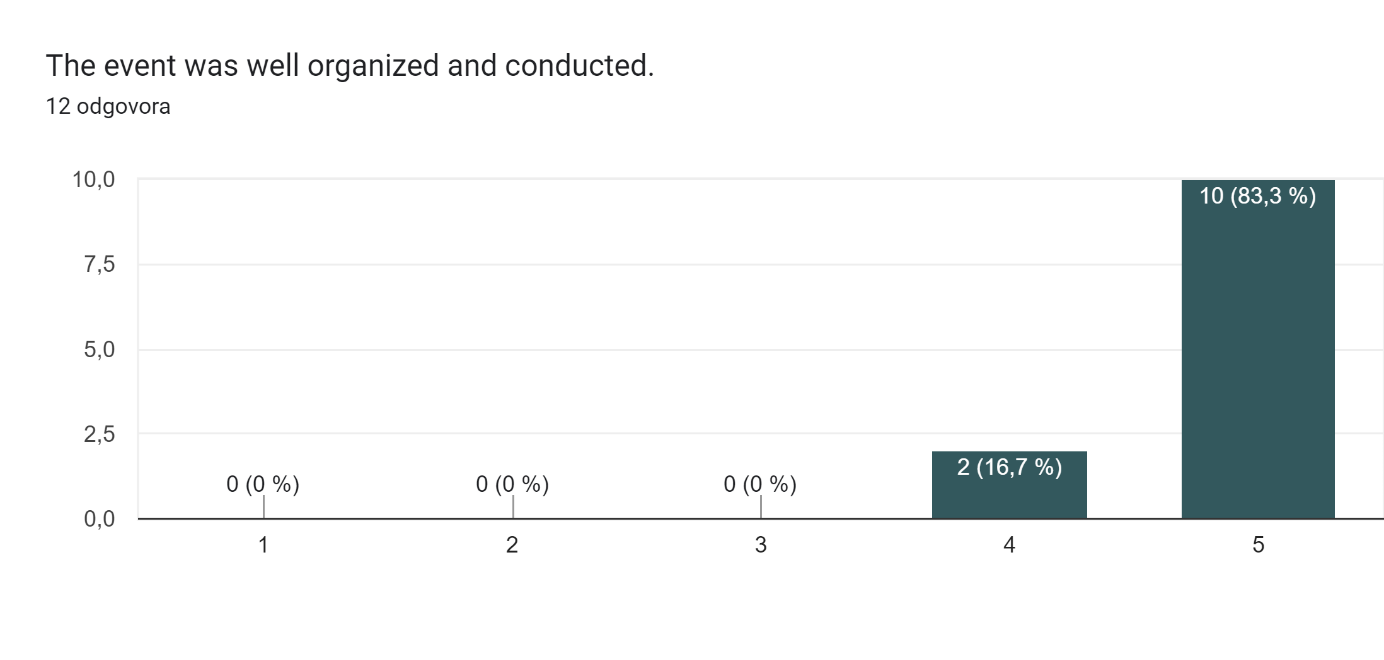 The event was well organized and conducted.
12 odgovora
10,0
10 (83,3 %)
7,5
5,0
2,5
2 (16,7 %)
0 (0 %)
0 (0 %)
0 (0 %)
0,0
1
2
3
4
5